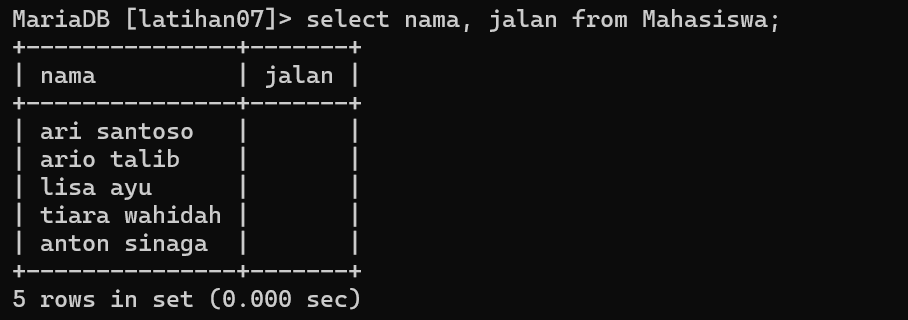 MariaDB [latihan07]> select nama, jalan from Mahasiswa;
+---------------+-------+
| nama          | jalan |
+---------------+-------+
| ari santoso   |       |
| ario talib    |       |
| lisa ayu      |       |
| tiara wahidah |       |
| anton sinaga  |       |
+---------------+-------+
5 rows in set (0.000 sec)